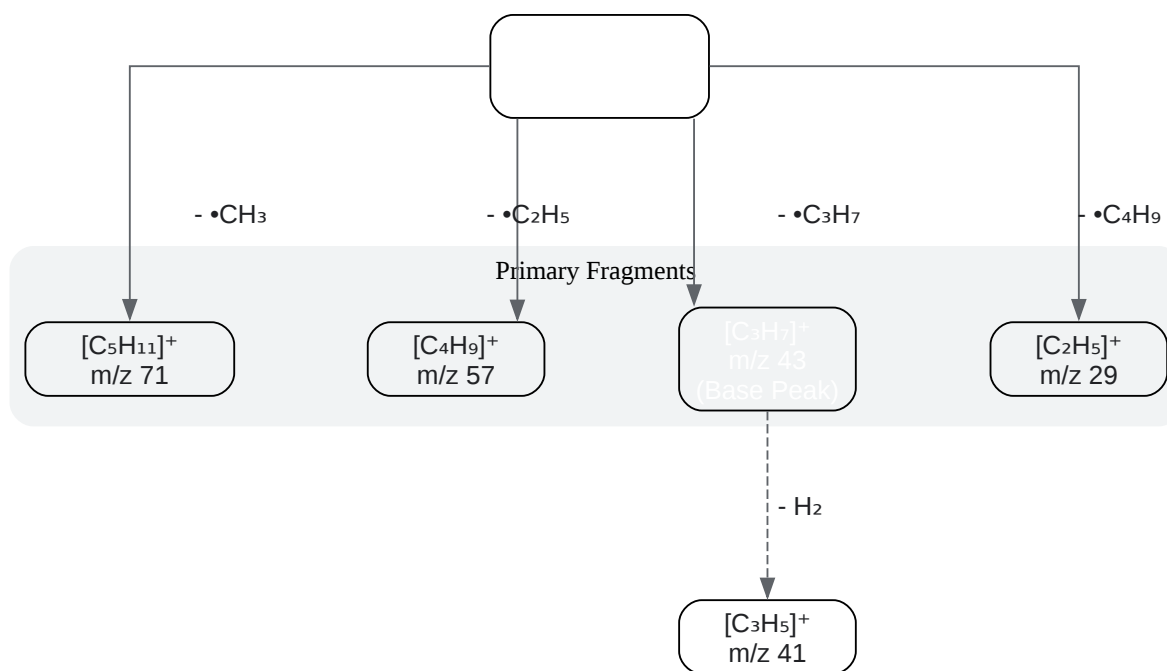 - •CH₃
- •C₂H₅
- •C₃H₇
- •C₄H₉
Primary Fragments
[C₅H₁₁]⁺
m/z 71
[C₄H₉]⁺
m/z 57
[C₃H₇]⁺
m/z 43
(Base Peak)
[C₂H₅]⁺
m/z 29
- H₂
[C₃H₅]⁺
m/z 41